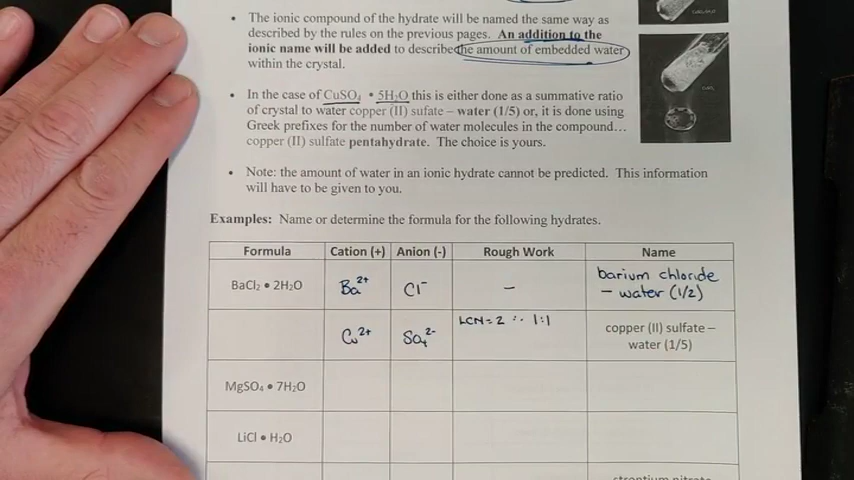 • The ionic compound of the hydrate will be named the same way as
described by the rules on the previous pages. An addition to the
ionic name will be added to describe the amount of embedded water
within the crystal.
• In the case of CuSO₄ • 5H₂O this is either done as a summative ratio
of crystal to water copper (II) sufate – water (1/5) or, it is done using
Greek prefixes for the number of water molecules in the compound…
copper (II) sulfate pentahydrate. The choice is yours.
• Note: the amount of water in an ionic hydrate cannot be predicted. This information
will have to be given to you.
Examples: Name or determine the formula for the following hydrates.
Formula Cation (+) Anion (-) Rough Work Name
BaCl₂ • 2H₂O Ba²⁺ Cl⁻ – barium chloride
– water (1/2)
Cu²⁺ SO₄²⁻ LCN = 2 ∴ 1:1 copper (II) sulfate –
water (1/5)
MgSO₄ • 7H₂O
LiCl • H₂O
strontium nitrate